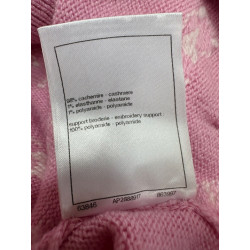 98% cachemire - cashmere
1% élasthanne - elastane
1% polyamide - polyamide
support broderie - embroidery support :
100% polyamide - polyamide